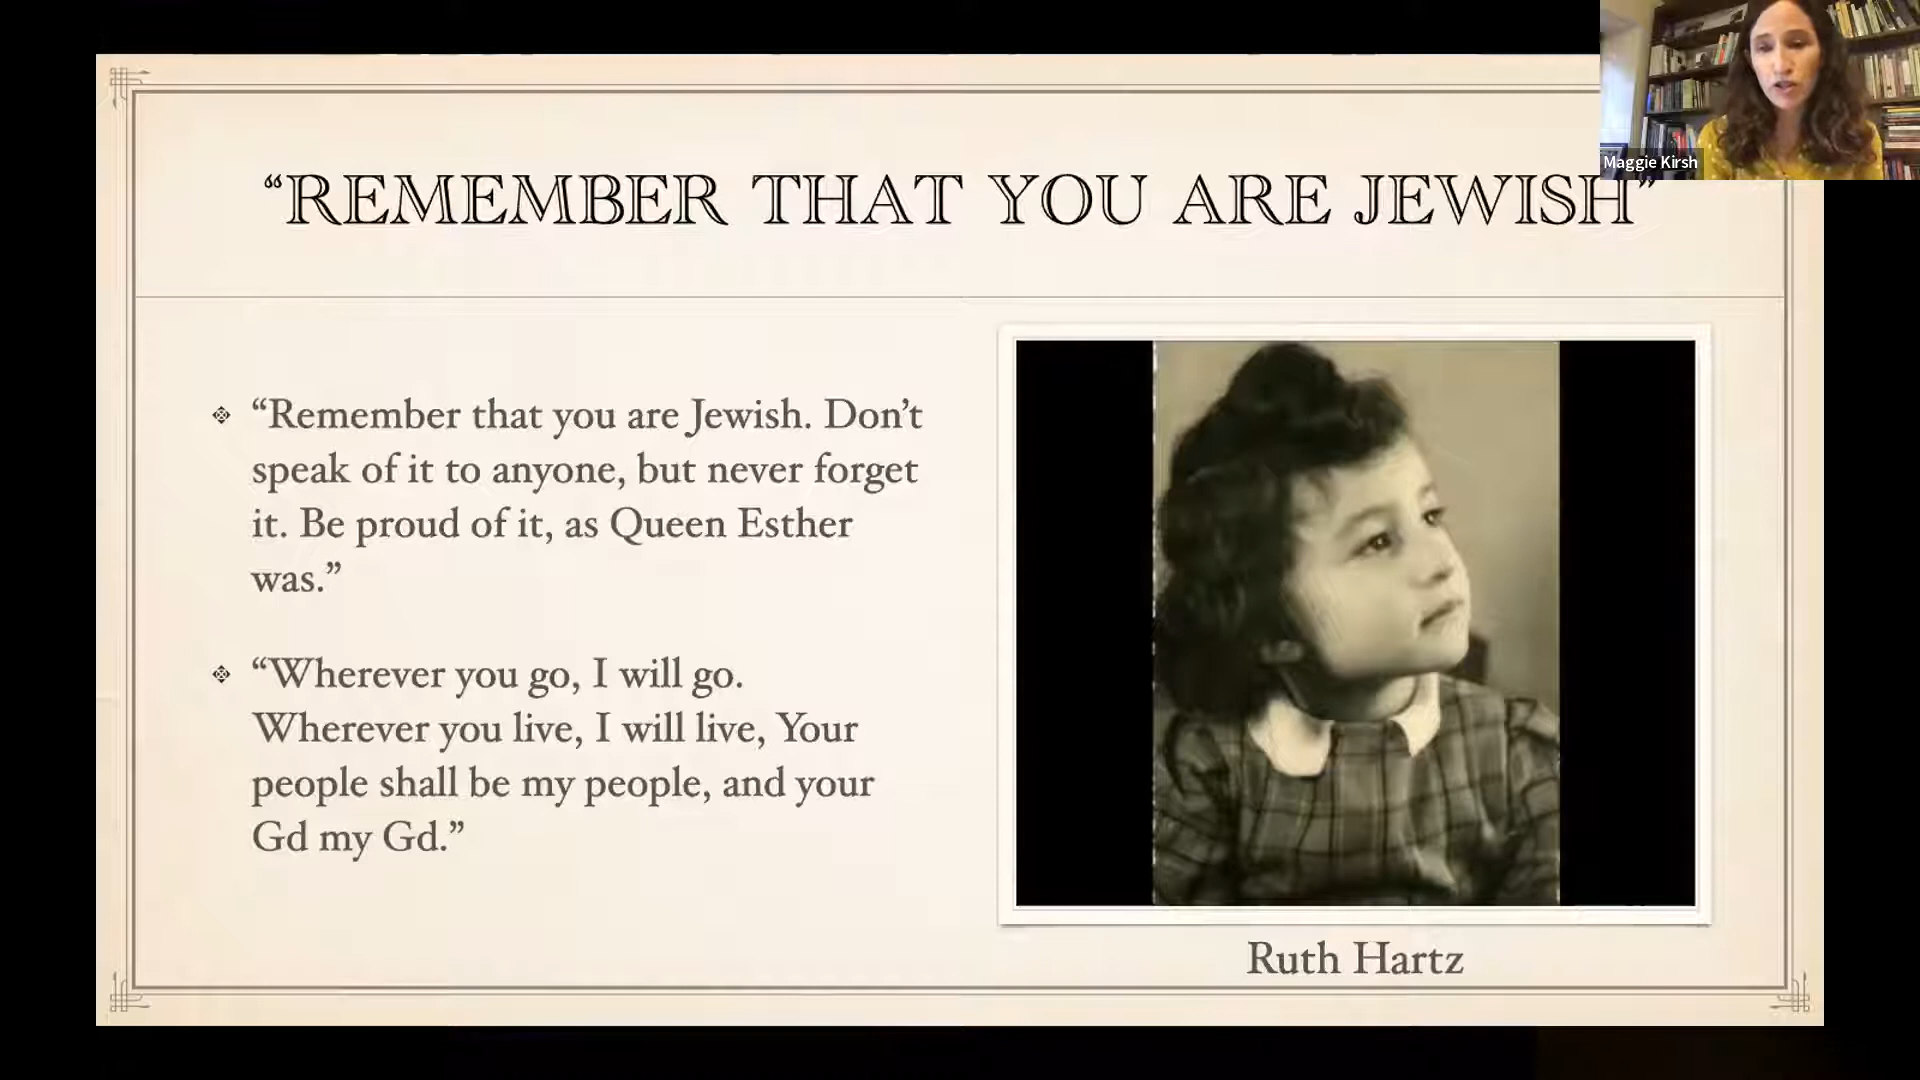 Maggie Kirsh
“REMEMBER THAT YOU ARE JEWISH”
“Remember that you are Jewish. Don’t
speak of it to anyone, but never forget
it. Be proud of it, as Queen Esther
was.”
“Wherever you go, I will go.
Wherever you live, I will live, Your
people shall be my people, and your
Gd my Gd.”
Ruth Hartz